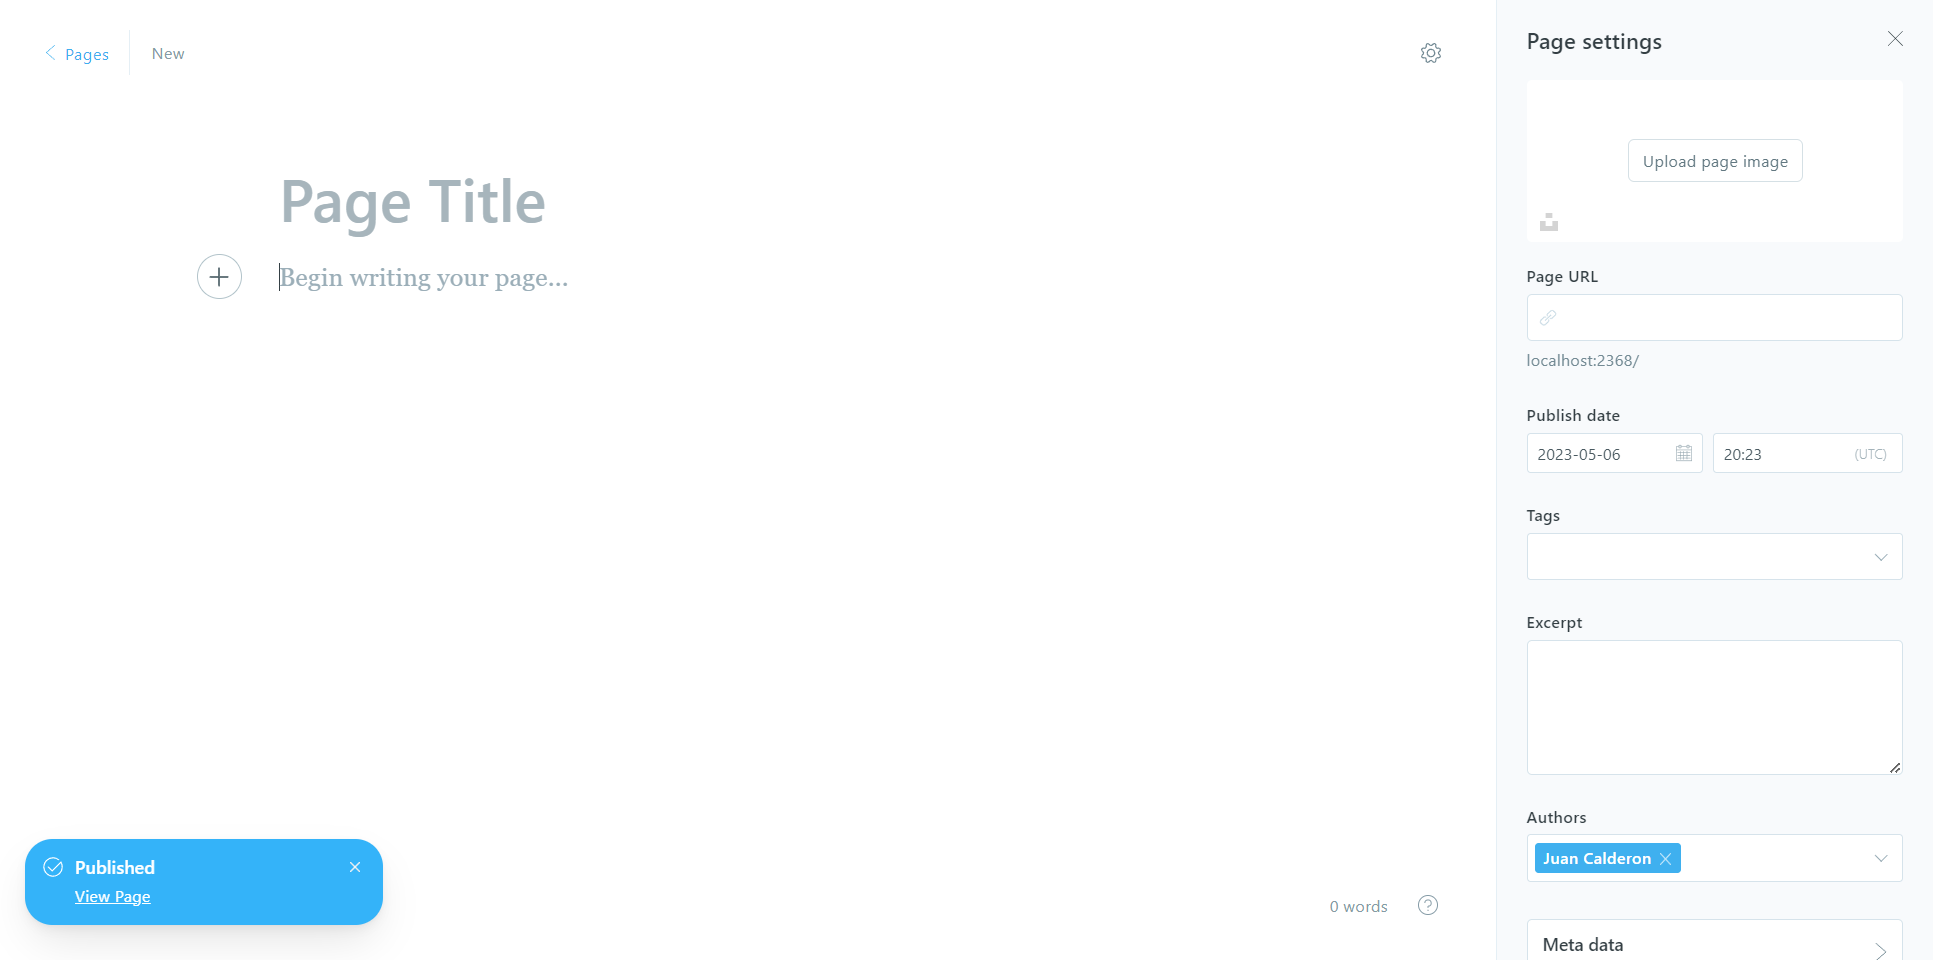 Pages
New
Page Title
Begin writing your page...
Published
View Page
0 words
?
Page settings
Upload page image
Page URL
localhost:2368/
Publish date
2023-05-06
20:23 (UTC)
Tags
Excerpt
Authors
Juan Calderon
Meta data